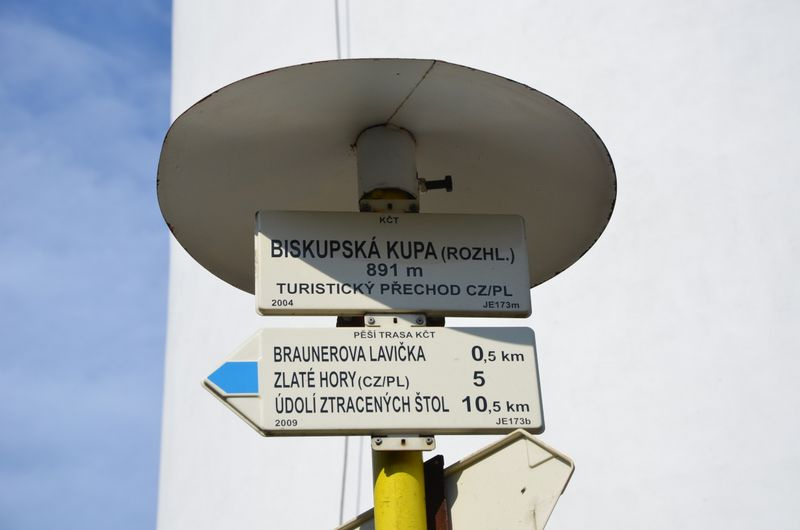 KČT
BISKUPSKÁ KUPA (ROZHL.)
891 m
TURISTICKÝ PŘECHOD CZ/PL
2004 JE173m
PĚŠÍ TRASA KČT
BRAUNEROVA LAVIČKA 0,5 km
ZLATÉ HORY (CZ/PL) 5
ÚDOLÍ ZTRACENÝCH ŠTOL 10,5 km
2009 JE173b